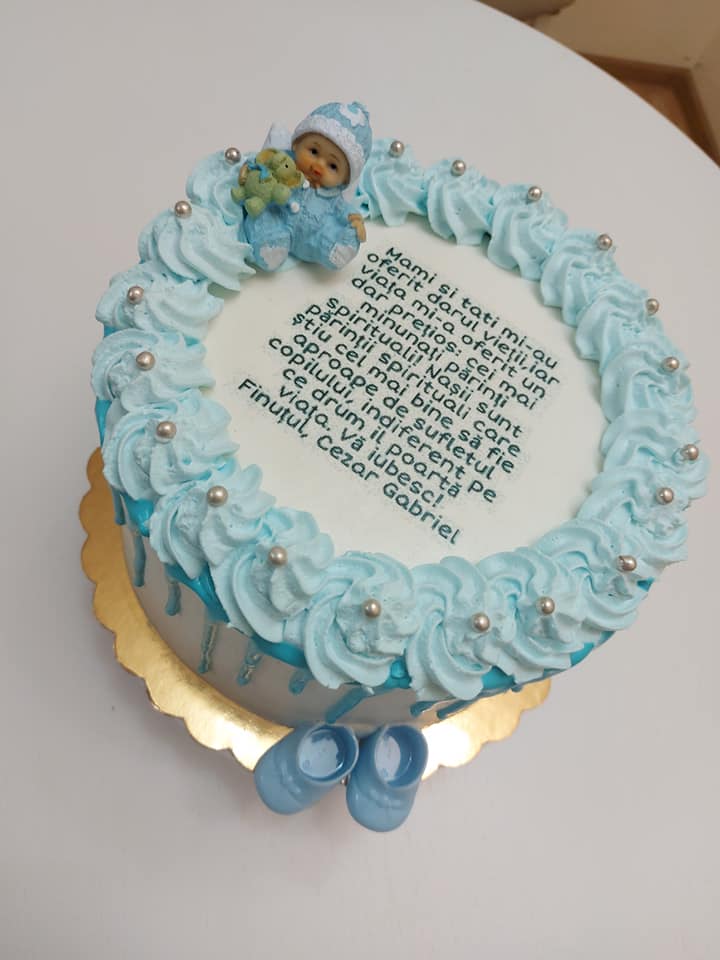 Mami si tati mi-au
oferit darul vieții,iar
viața mi-a oferit un
dar prețios: cei mai
minunați părinți
spirituali! Nașii sunt
părinții spirituali care
știu cel mai bine să fie
aproape de sufletul
copilului, indiferent pe
ce drum îl poartă
viața. Vă iubesc!
Finuțul, Cezar Gabriel